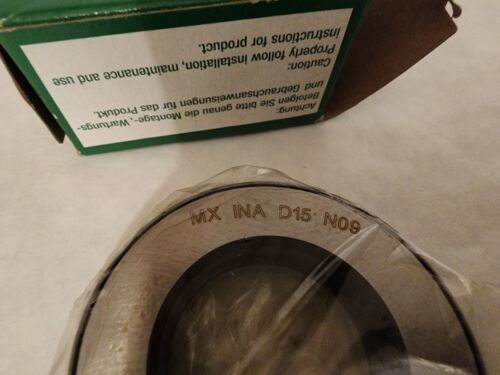 Achtung:
Befolgen Sie bitte genau die Montage-, Wartungs-
und Gebrauchsanweisungen für das Produkt.
Caution:
Properly follow installation, maintenance and use
instructions for product.
MX INA D15 N09